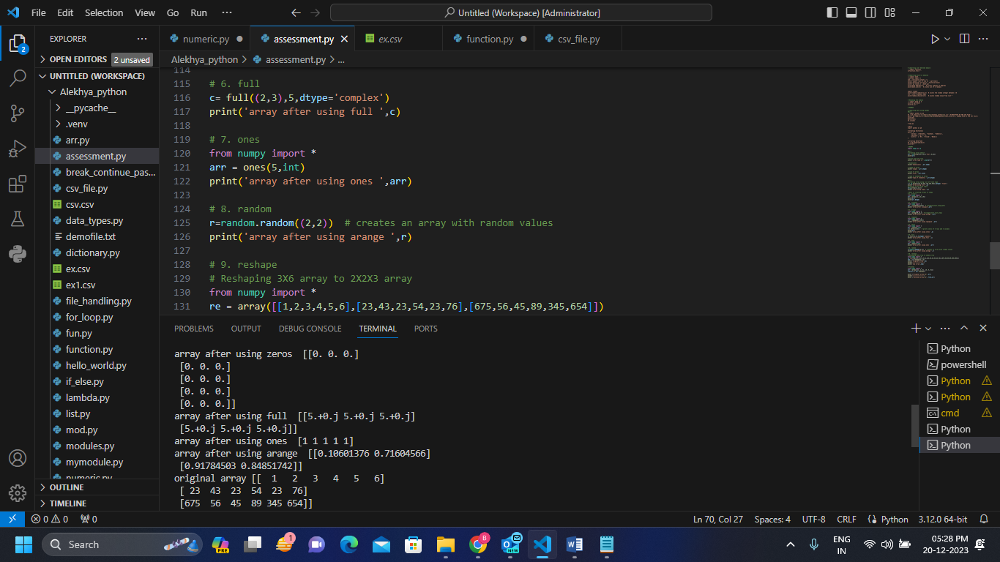 File Edit Selection View Go Run ···
Untitled (Workspace) [Administrator]
EXPLORER
numeric.py
assessment.py
ex.csv
function.py
csv_file.py
OPEN EDITORS 2 unsaved
Alekhya_python > assessment.py > ...
UNTITLED (WORKSPACE)
Alekhya_python
__pycache__
.venv
arr.py
assessment.py
break_continue_pas...
csv_file.py
csv.csv
data_types.py
demofile.txt
dictionary.py
ex.csv
ex1.csv
file_handling.py
for_loop.py
fun.py
function.py
hello_world.py
if_else.py
lambda.py
list.py
mod.py
modules.py
mymodule.py
numeric.py
OUTLINE
TIMELINE
2
114
115 # 6. full
116 c= full((2,3),5,dtype='complex')
117 print('array after using full ',c)
118
119 # 7. ones
120 from numpy import *
121 arr = ones(5,int)
122 print('array after using ones ',arr)
123
124 # 8. random
125 r=random.random((2,2))  # creates an array with random values
126 print('array after using arange ',r)
127
128 # 9. reshape
129 # Reshaping 3X6 array to 2X2X3 array
130 from numpy import *
131 re = array([[1,2,3,4,5,6],[23,43,23,54,23,76],[675,56,45,89,345,654]])
PROBLEMS OUTPUT DEBUG CONSOLE TERMINAL PORTS
array after using zeros  [[0. 0. 0.]
[0. 0. 0.]
[0. 0. 0.]
[0. 0. 0.]
[0. 0. 0.]]
array after using full  [[5.+0.j 5.+0.j 5.+0.j]
[5.+0.j 5.+0.j 5.+0.j]]
array after using ones  [1 1 1 1 1]
array after using arange  [[0.10601376 0.71604566]
[0.91784503 0.84851742]]
original array [[  1   2   3   4   5   6]
[ 23  43  23  54  23  76]
[675  56  45  89 345 654]]
Python
powershell
Python
Python
cmd
Python
Python
0 0 0
Ln 70, Col 27 Spaces: 4 UTF-8 CRLF Python 3.12.0 64-bit
Search
PRE
1
B
NEW
ENG
IN
05:28 PM
20-12-2023